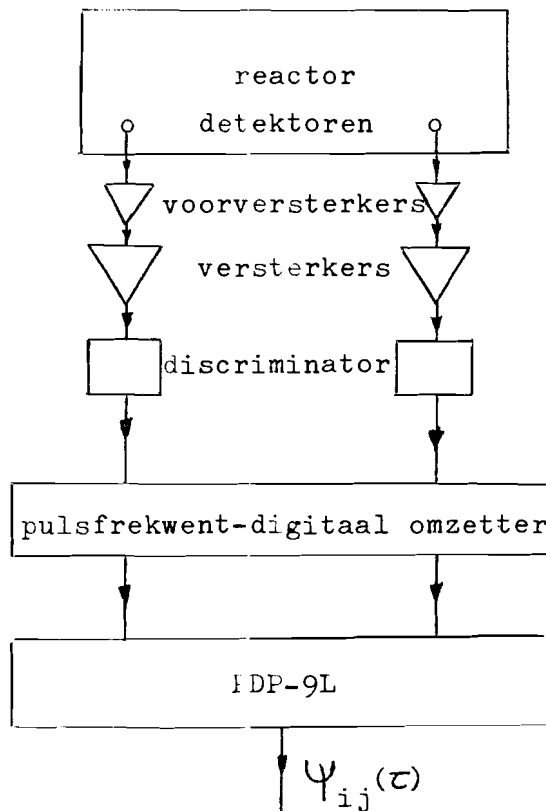 reactor
detektoren
voorversterkers
versterkers
discriminator
pulsfrekwent-digitaal omzetter
PDP-9L
Ψij(τ)